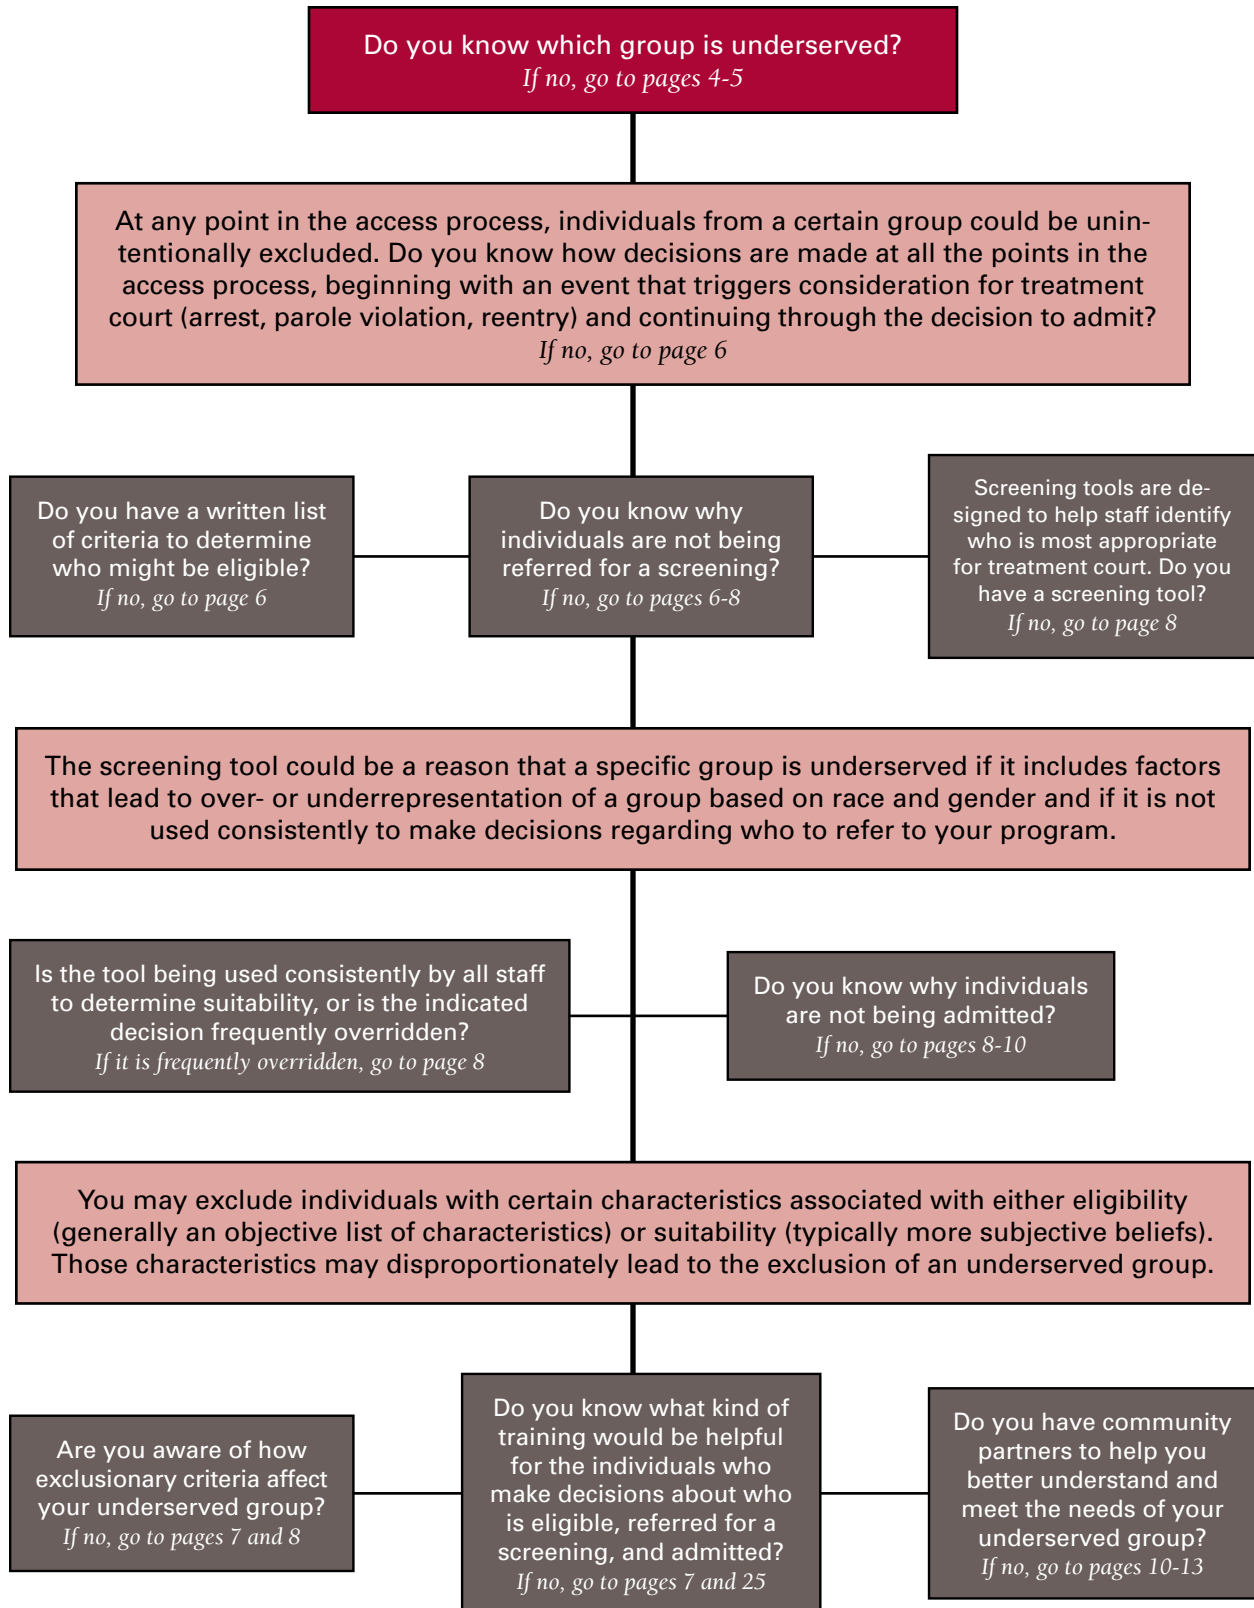 Do you know which group is underserved?
If no, go to pages 4-5
At any point in the access process, individuals from a certain group could be unin-
tentionally excluded. Do you know how decisions are made at all the points in the
access process, beginning with an event that triggers consideration for treatment
court (arrest, parole violation, reentry) and continuing through the decision to admit?
If no, go to page 6
Do you have a written list
of criteria to determine
who might be eligible?
If no, go to page 6
Do you know why
individuals are not being
referred for a screening?
If no, go to pages 6-8
Screening tools are de-
signed to help staff identify
who is most appropriate
for treatment court. Do you
have a screening tool?
If no, go to page 8
The screening tool could be a reason that a specific group is underserved if it includes factors
that lead to over- or underrepresentation of a group based on race and gender and if it is not
used consistently to make decisions regarding who to refer to your program.
Is the tool being used consistently by all staff
to determine suitability, or is the indicated
decision frequently overridden?
If it is frequently overridden, go to page 8
Do you know why individuals
are not being admitted?
If no, go to pages 8-10
You may exclude individuals with certain characteristics associated with either eligibility
(generally an objective list of characteristics) or suitability (typically more subjective beliefs).
Those characteristics may disproportionately lead to the exclusion of an underserved group.
Are you aware of how
exclusionary criteria affect
your underserved group?
If no, go to pages 7 and 8
Do you know what kind of
training would be helpful
for the individuals who
make decisions about who
is eligible, referred for a
screening, and admitted?
If no, go to pages 7 and 25
Do you have community
partners to help you
better understand and
meet the needs of your
underserved group?
If no, go to pages 10-13